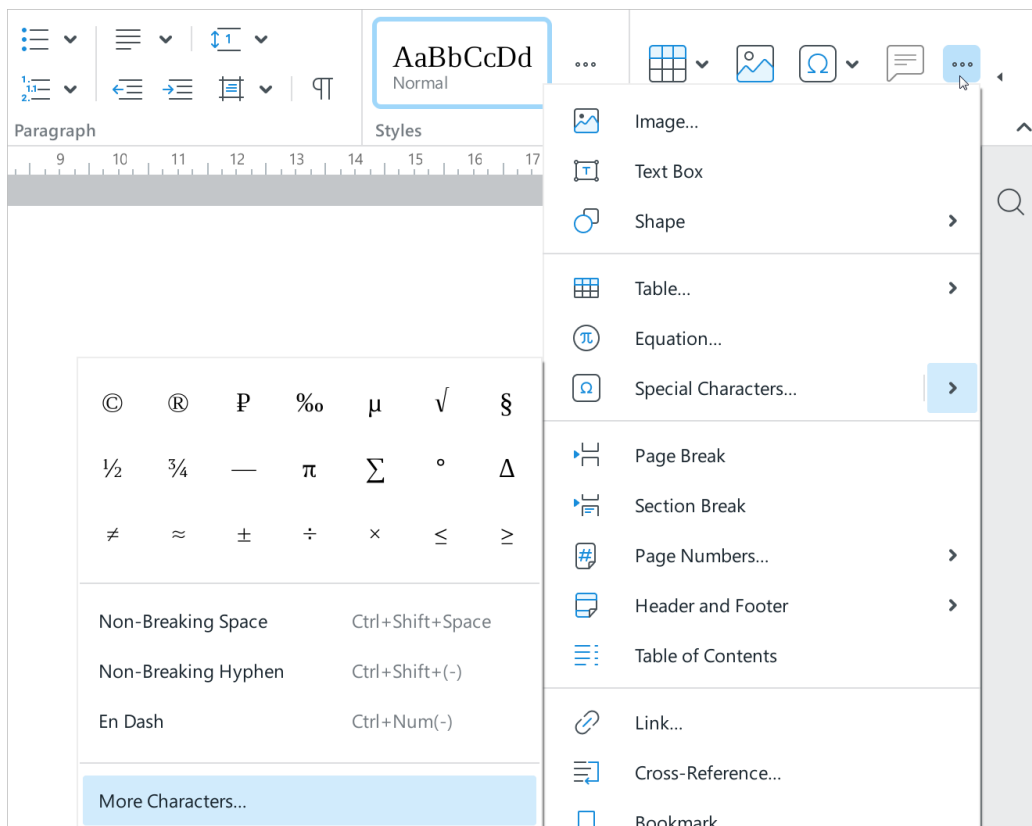 AaBbCcDd
Normal
Paragraph
Styles
9 10 11 12 13 14 15 16 17
Image...
Text Box
Shape
Table...
Equation...
Special Characters...
Page Break
Section Break
Page Numbers...
Header and Footer
Table of Contents
Link...
Cross-Reference...
Bookmark
© ® ₽ ‰ µ √ §
½ ¾ — π ∑ ° Δ
≠ ≈ ± ÷ × ≤ ≥
Non-Breaking Space Ctrl+Shift+Space
Non-Breaking Hyphen Ctrl+Shift+(-)
En Dash Ctrl+Num(-)
More Characters...